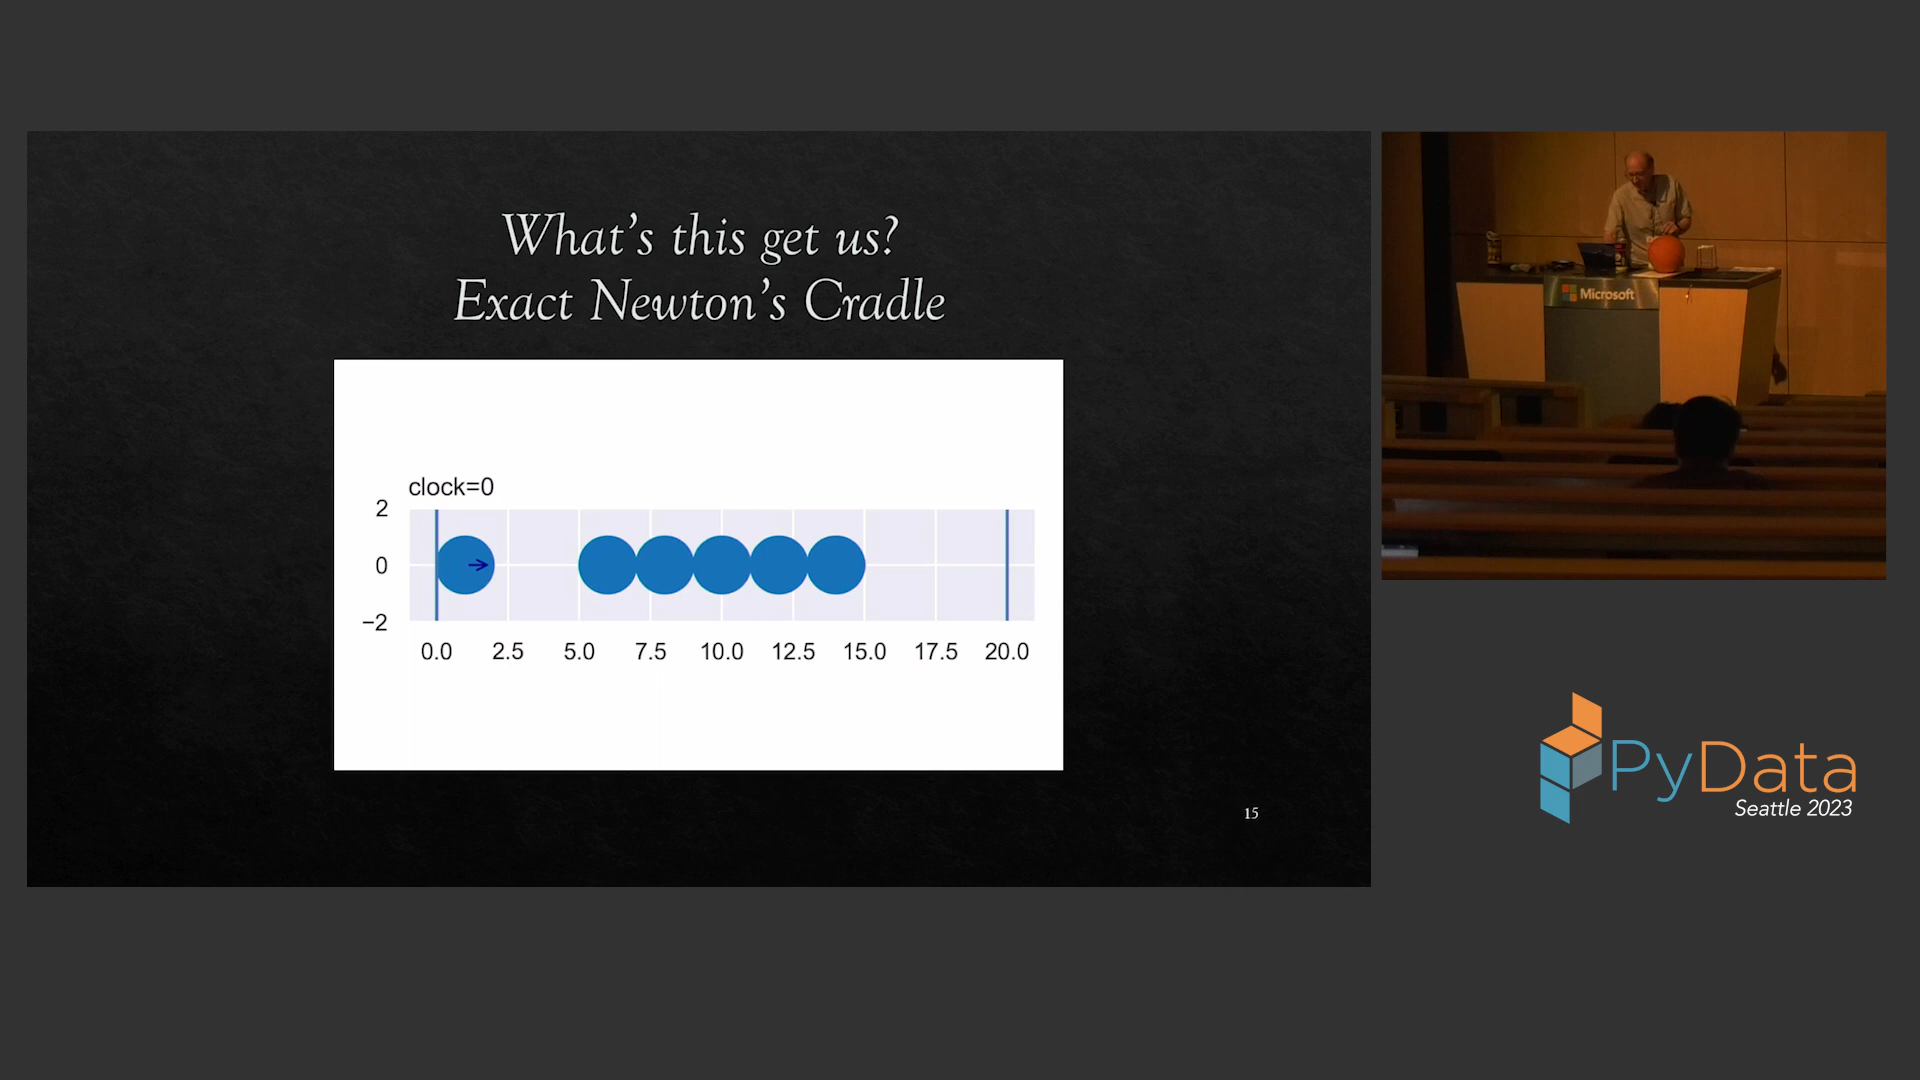 What's this get us?
Exact Newton's Cradle
clock=0
2
0
−2
0.0 2.5 5.0 7.5 10.0 12.5 15.0 17.5 20.0
15
Microsoft
PyData
Seattle 2023